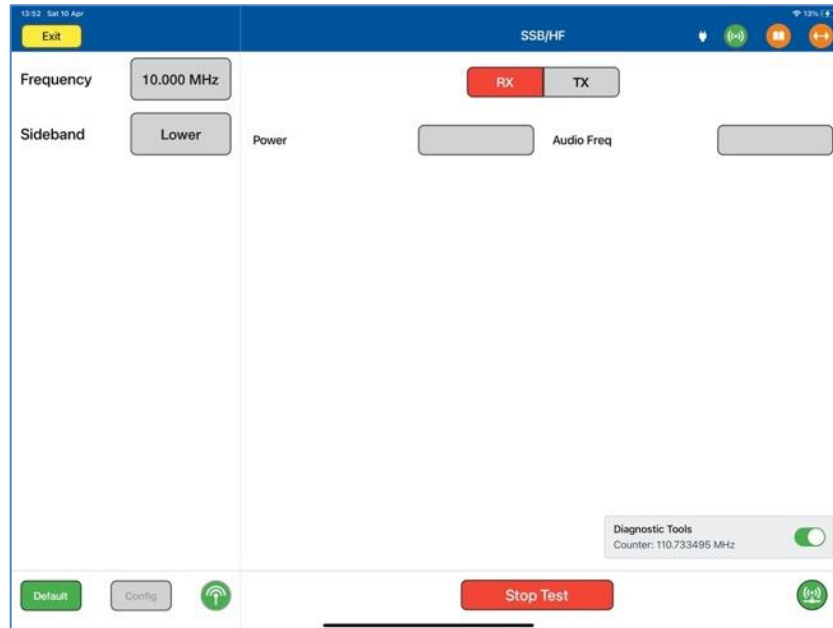 13:52 Sat 10 Apr
13%
Exit
SSB/HF
Frequency
10.000 MHz
RX
TX
Sideband
Lower
Power
Audio Freq
Diagnostic Tools
Counter: 110.733495 MHz
Default
Config
Stop Test